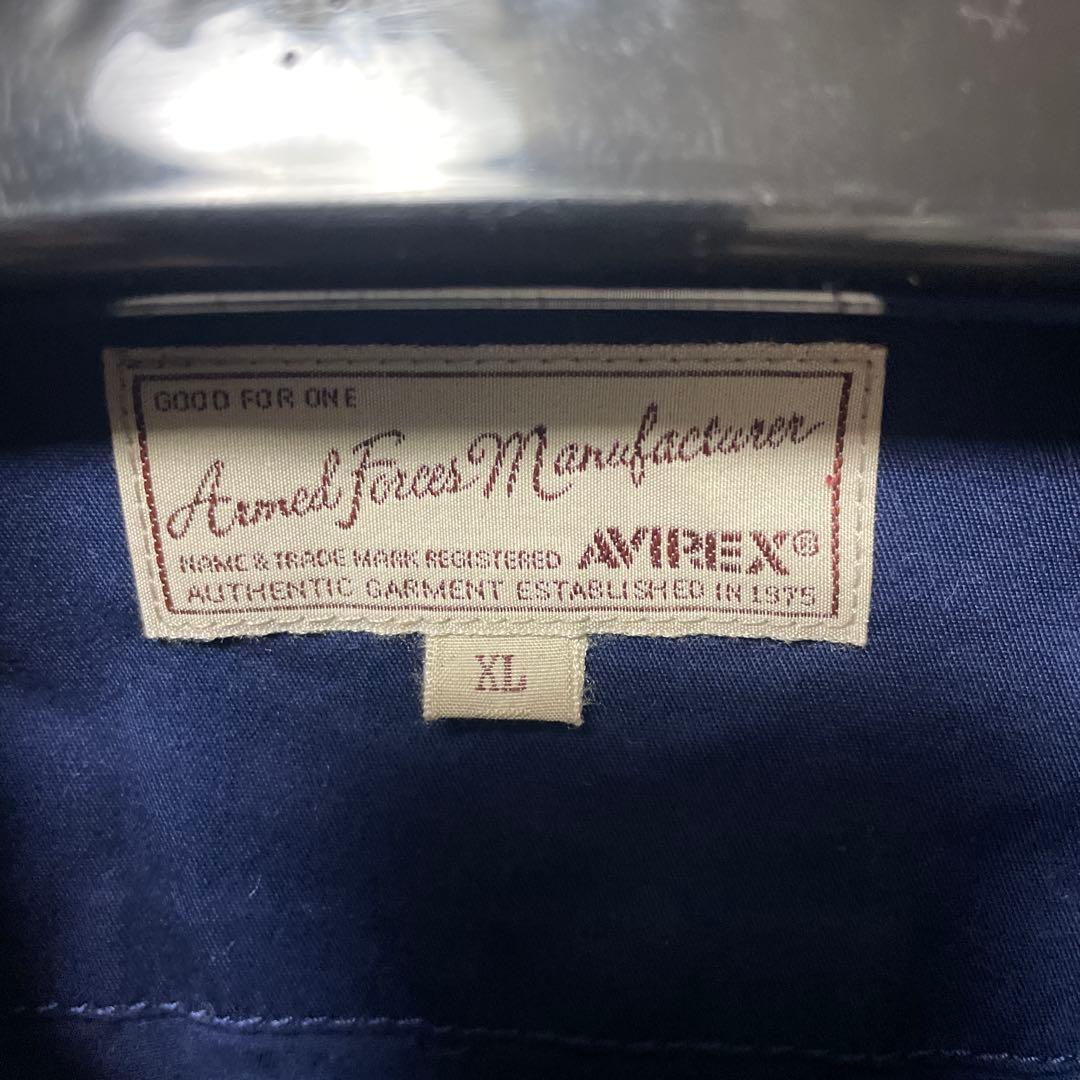 GOOD FOR ONE
Armed Forces Manufacturer
NAME & TRADE MARK REGISTERED AVIREX®
AUTHENTIC GARMENT ESTABLISHED IN 1975
XL